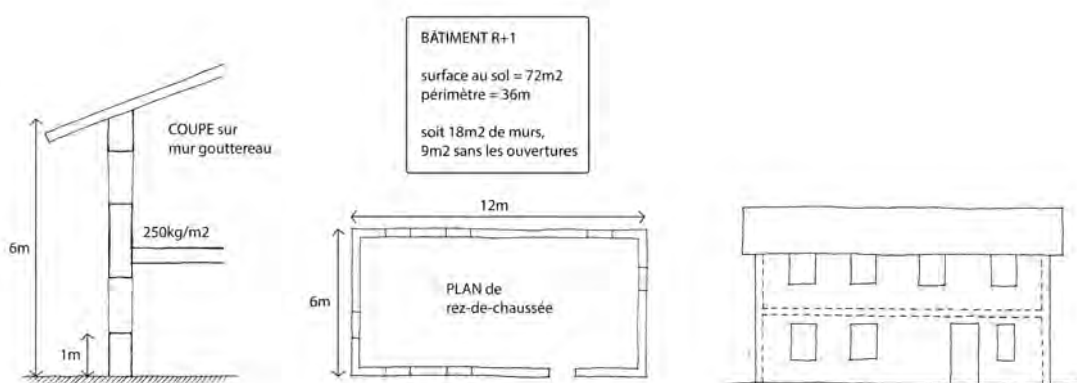 BÂTIMENT R+1
surface au sol = 72m2
périmètre = 36m
soit 18m2 de murs,
9m2 sans les ouvertures
COUPE sur
mur gouttereau
250kg/m2
6m
1m
12m
6m
PLAN de
rez-de-chaussée